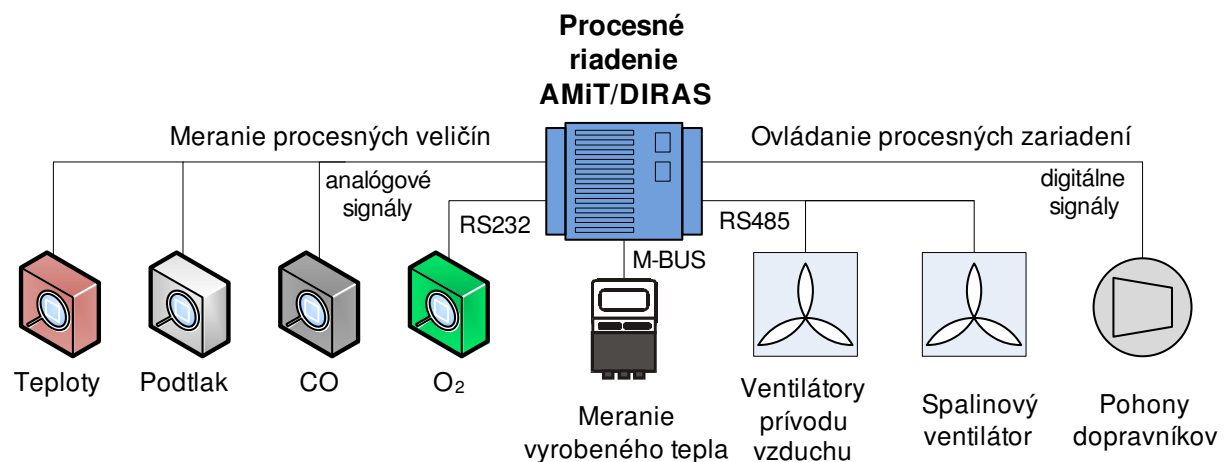 Procesné
riadenie
AMiT/DIRAS
Meranie procesných veličín
Ovládanie procesných zariadení
analógové
signály
digitálne
signály
RS232
RS485
M-BUS
Teploty
Podtlak
CO
O₂
Meranie
vyrobeného tepla
Ventilátory
prívodu
vzduchu
Spalinový
ventilátor
Pohony
dopravníkov